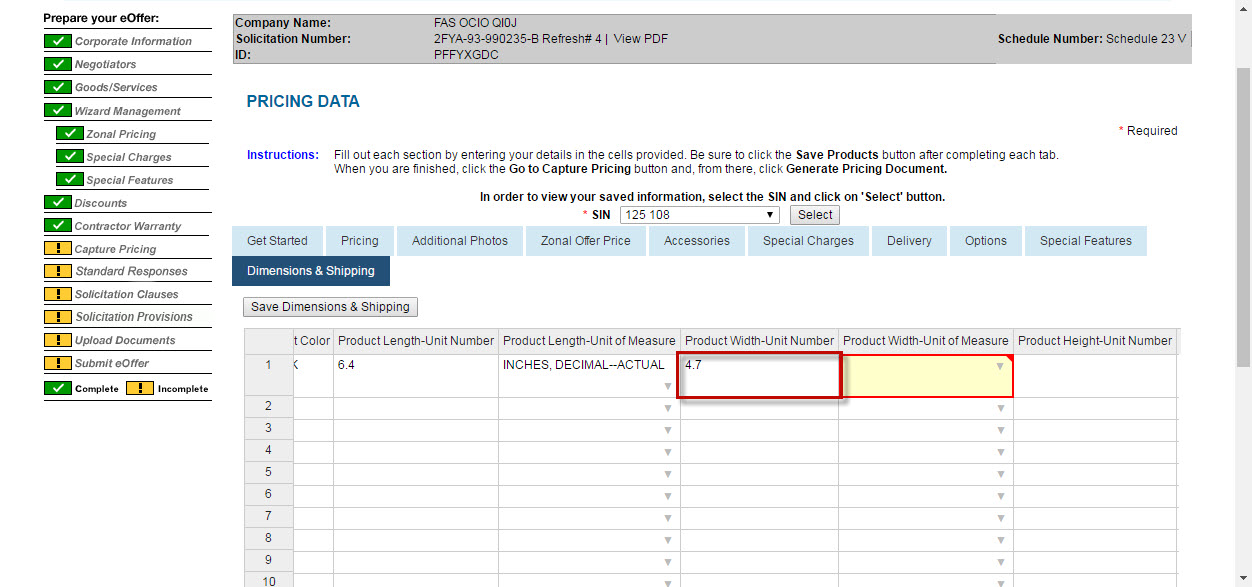 Prepare your eOffer:
Corporate Information
Negotiators
Goods/Services
Wizard Management
Zonal Pricing
Special Charges
Special Features
Discounts
Contractor Warranty
Capture Pricing
Standard Responses
Solicitation Clauses
Solicitation Provisions
Upload Documents
Submit eOffer
Complete Incomplete
Company Name: FAS OCIO QI0J
Solicitation Number: 2FYA-93-990235-B Refresh# 4 | View PDF Schedule Number: Schedule 23 V
ID: PFFYXGDC
PRICING DATA
* Required
Instructions: Fill out each section by entering your details in the cells provided. Be sure to click the Save Products button after completing each tab.
When you are finished, click the Go to Capture Pricing button and, from there, click Generate Pricing Document.
In order to view your saved information, select the SIN and click on 'Select' button.
* SIN 125 108 Select
Get Started Pricing Additional Photos Zonal Offer Price Accessories Special Charges Delivery Options Special Features
Dimensions & Shipping
Save Dimensions & Shipping
t Color Product Length-Unit Number Product Length-Unit of Measure Product Width-Unit Number Product Width-Unit of Measure Product Height-Unit Number
1 K 6.4 INCHES, DECIMAL--ACTUAL 4.7
2
3
4
5
6
7
8
9
10